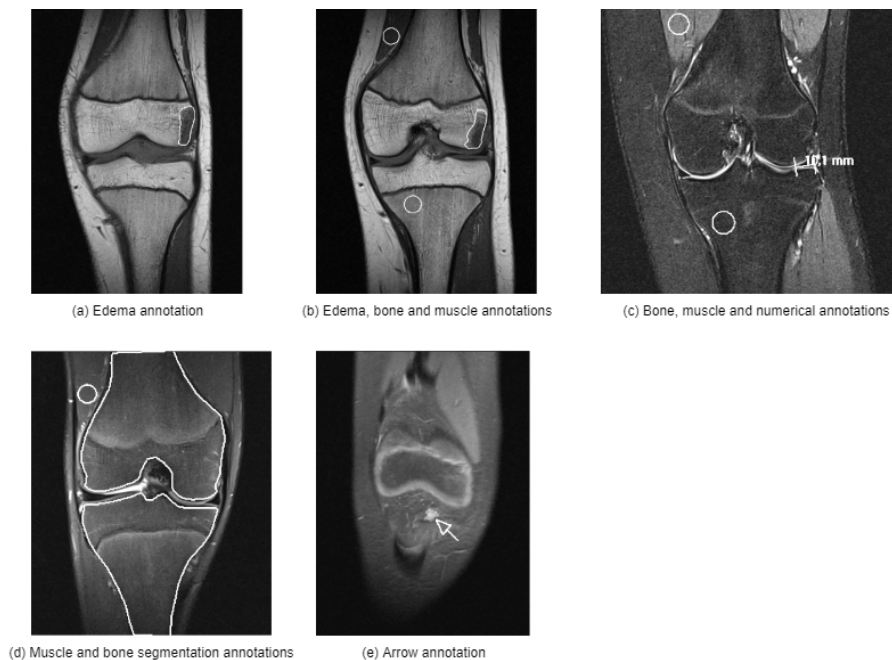 10.1 mm
(a) Edema annotation
(b) Edema, bone and muscle annotations
(c) Bone, muscle and numerical annotations
(d) Muscle and bone segmentation annotations
(e) Arrow annotation